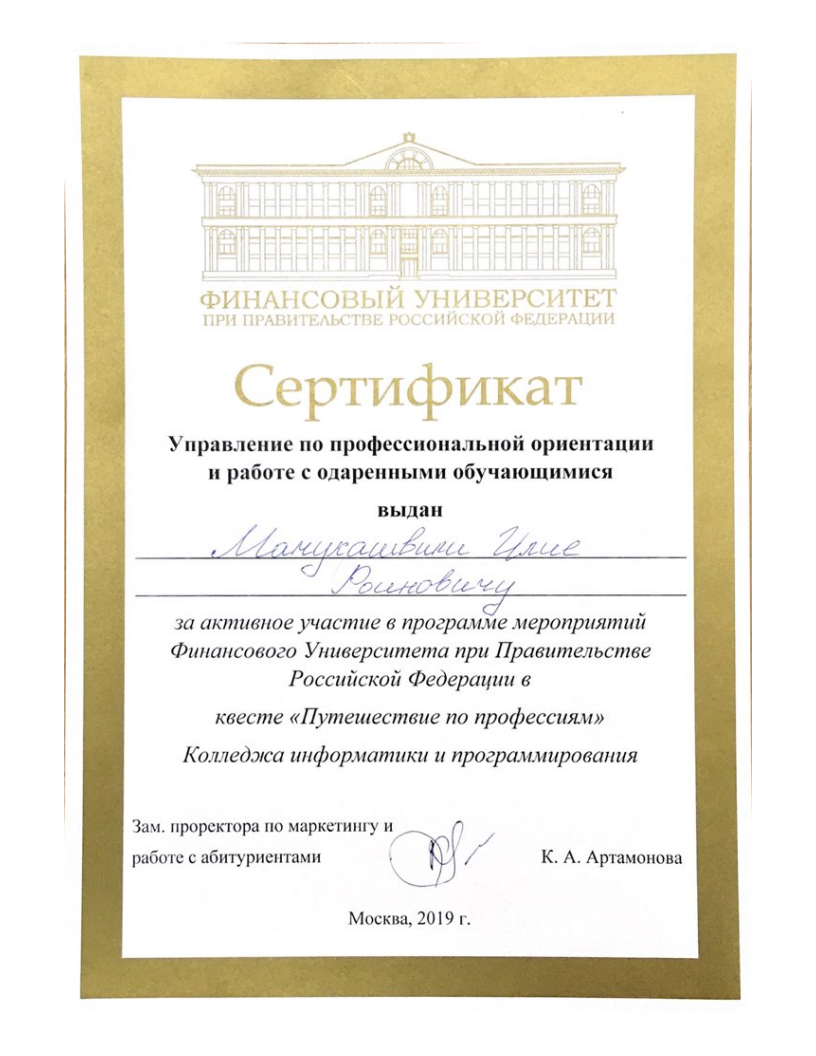 ФИНАНСОВЫЙ УНИВЕРСИТЕТ
ПРИ ПРАВИТЕЛЬСТВЕ РОССИЙСКОЙ ФЕДЕРАЦИИ
Сертификат
Управление по профессиональной ориентации
и работе с одаренными обучающимися
выдан
Манукашвили Илие
Роиновичу
за активное участие в программе мероприятий
Финансового Университета при Правительстве
Российской Федерации в
квесте «Путешествие по профессиям»
Колледжа информатики и программирования
Зам. проректора по маркетингу и
работе с абитуриентами
К. А. Артамонова
Москва, 2019 г.